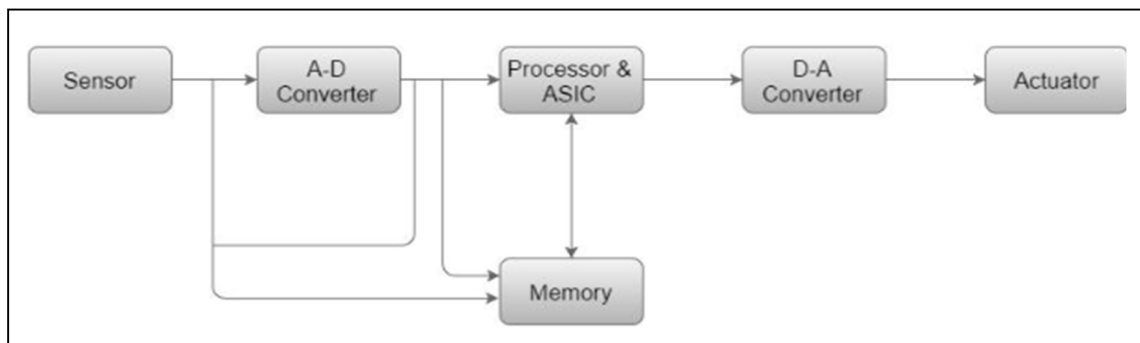 Sensor
A-D
Converter
Processor &
ASIC
D-A
Converter
Actuator
Memory